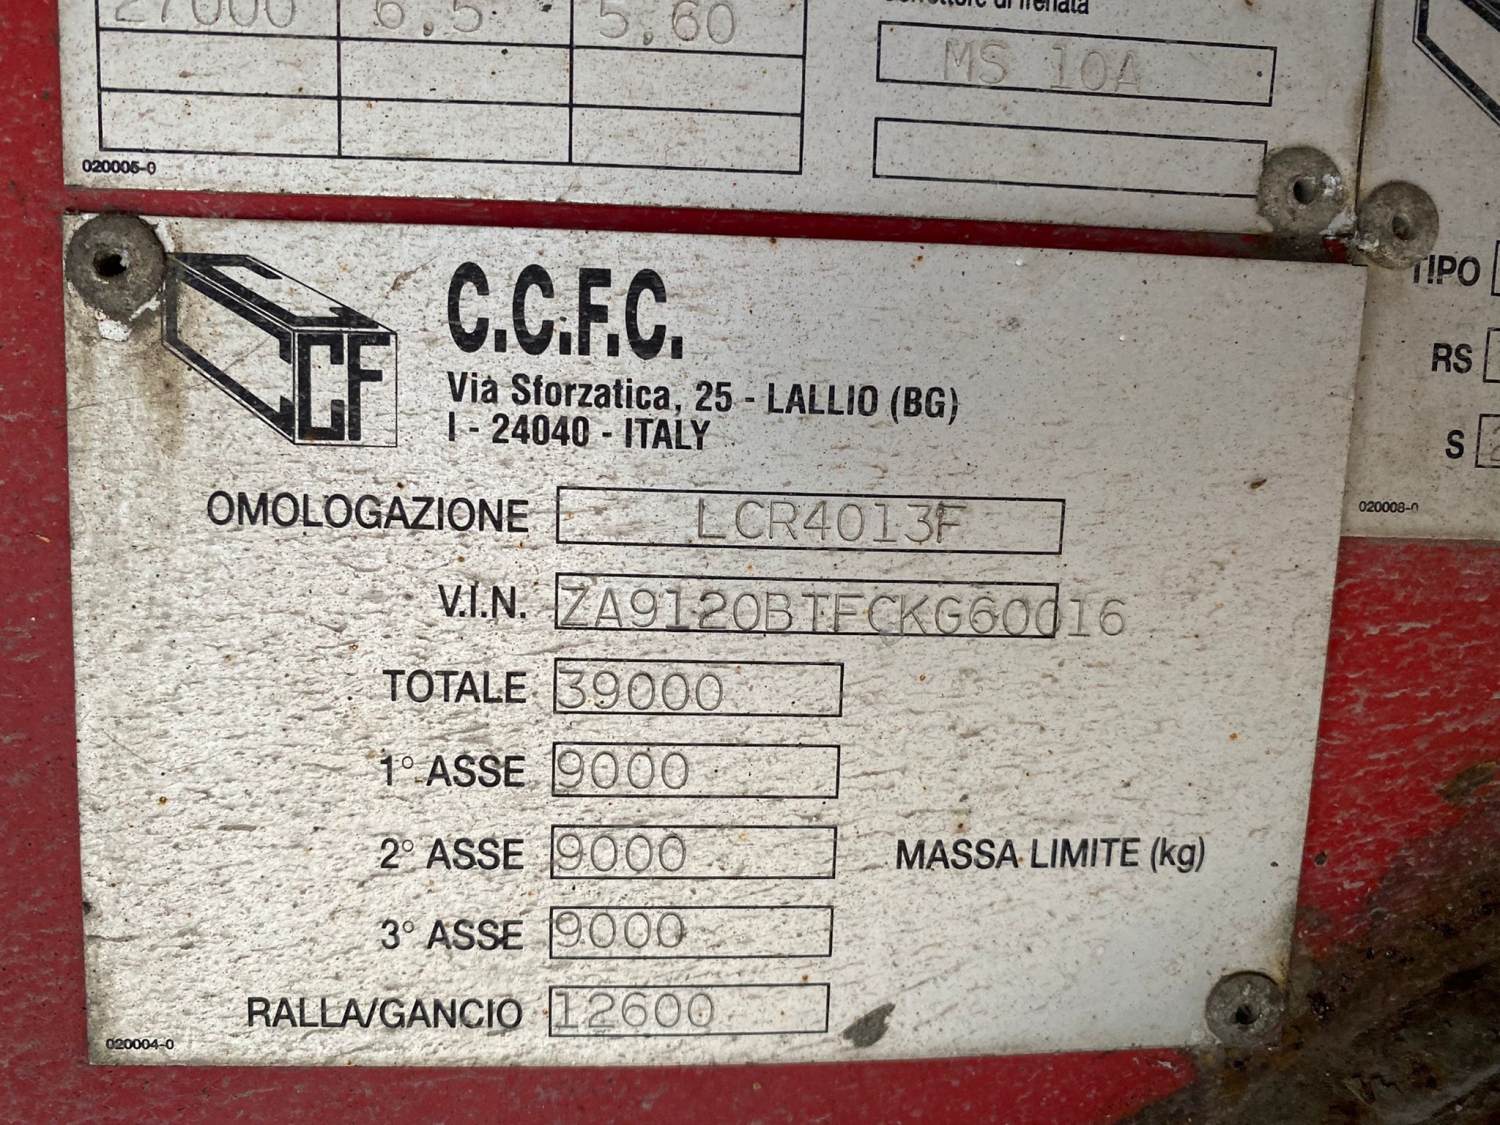 27000 6,5 5,60
MS 10A
020005-0
C.C.F.C.
CCF
Via Sforzatica, 25 - LALLIO (BG)
I - 24040 - ITALY
OMOLOGAZIONE LCR4013F
V.I.N. ZA9120BTFCKG60016
TOTALE 39000
1° ASSE 9000
2° ASSE 9000
MASSA LIMITE (kg)
3° ASSE 9000
RALLA/GANCIO 12600
020004-0
TIPO
RS
S
020008-0